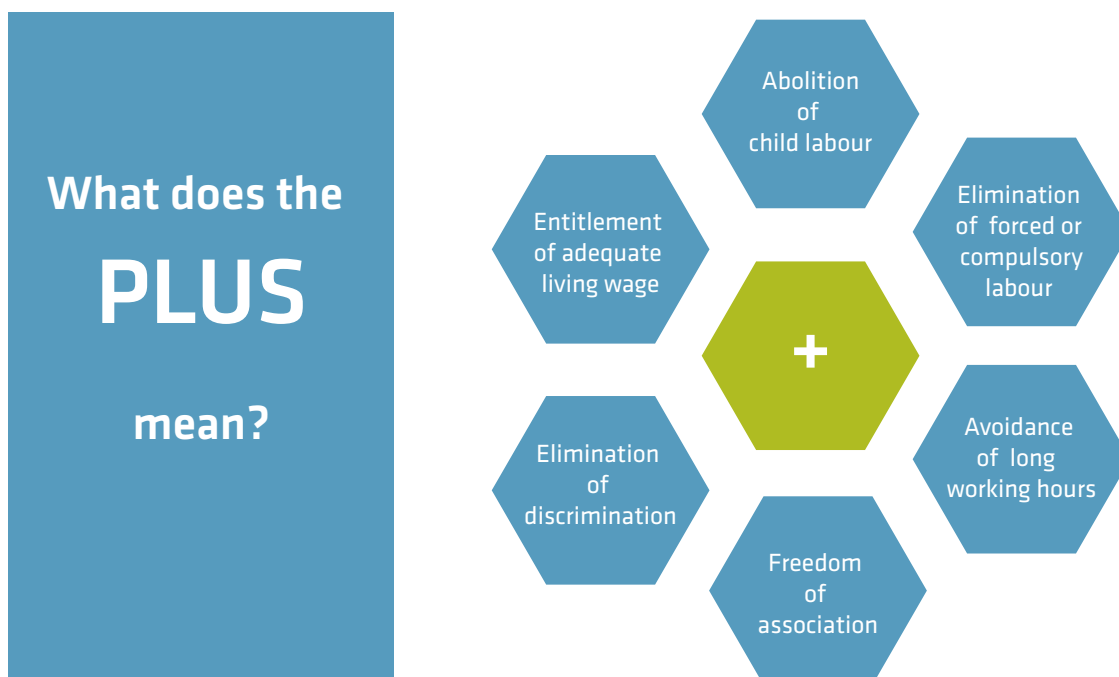 What does the
PLUS
mean?
Abolition
of
child labour
Elimination
of forced or
compulsory
labour
Avoidance
of long
working hours
Freedom
of
association
Elimination
of
discrimination
Entitlement
of adequate
living wage
+